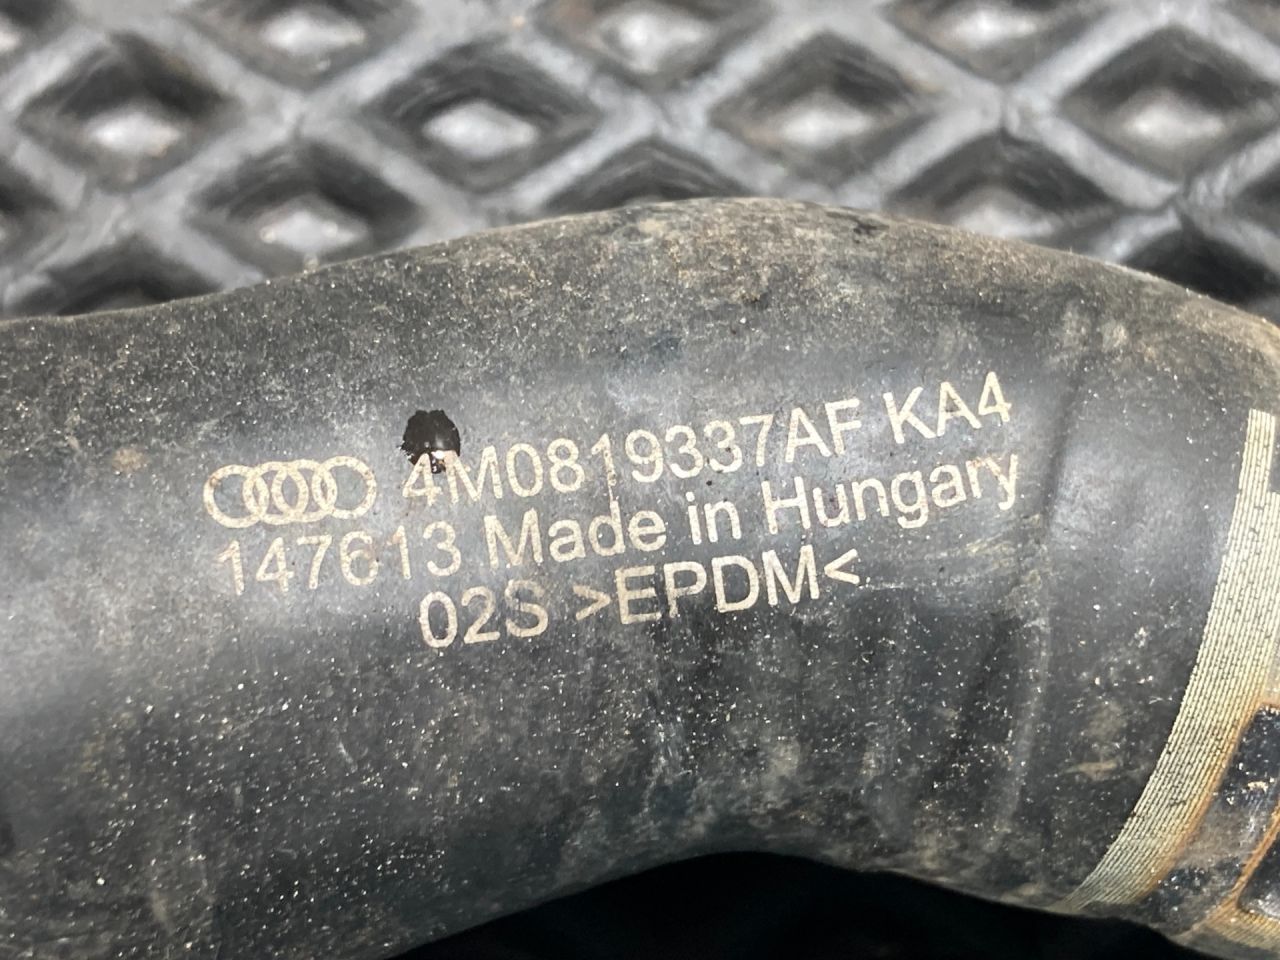 4M0819337AF KA4
147613 Made in Hungary
02S >EPDM<